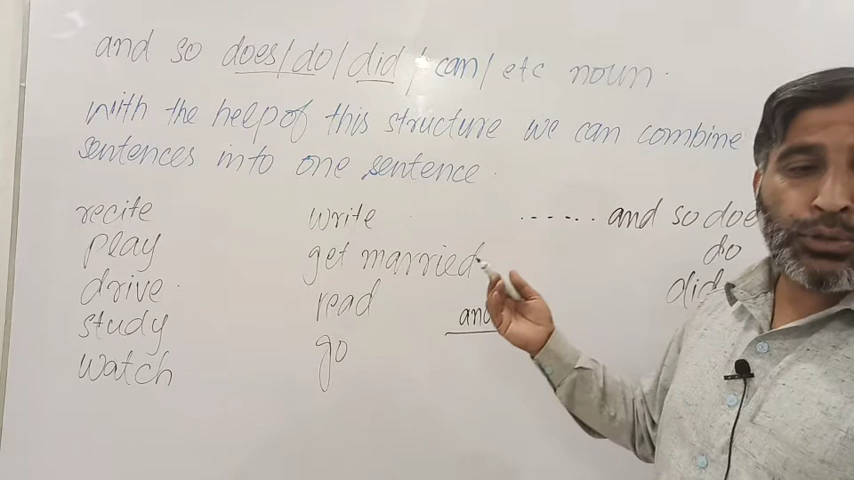 and so does/do/did/can/etc noun.
with the help of this structure we can combine
sentences into one sentence.
recite write ...... and so does
play get married do
drive. read and did
study go
watch